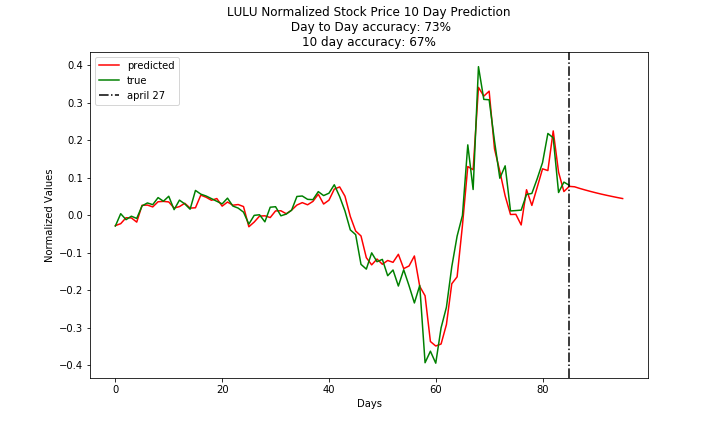 LULU Normalized Stock Price 10 Day Prediction
Day to Day accuracy: 73%
10 day accuracy: 67%
predicted
true
april 27
Normalized Values
0.4
0.3
0.2
0.1
0.0
−0.1
−0.2
−0.3
−0.4
0
20
40
60
80
Days